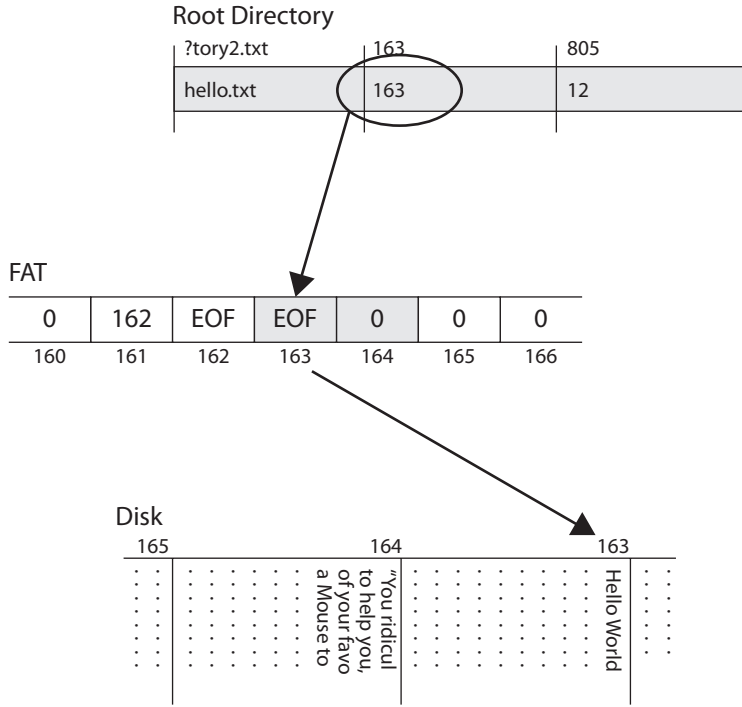 Root Directory
?tory2.txt 163 805
hello.txt 163 12
FAT
0 162 EOF EOF 0 0 0
160 161 162 163 164 165 166
Disk
165 164 163
"You ridicul
to help you,
of your favo
a Mouse to
Hello World